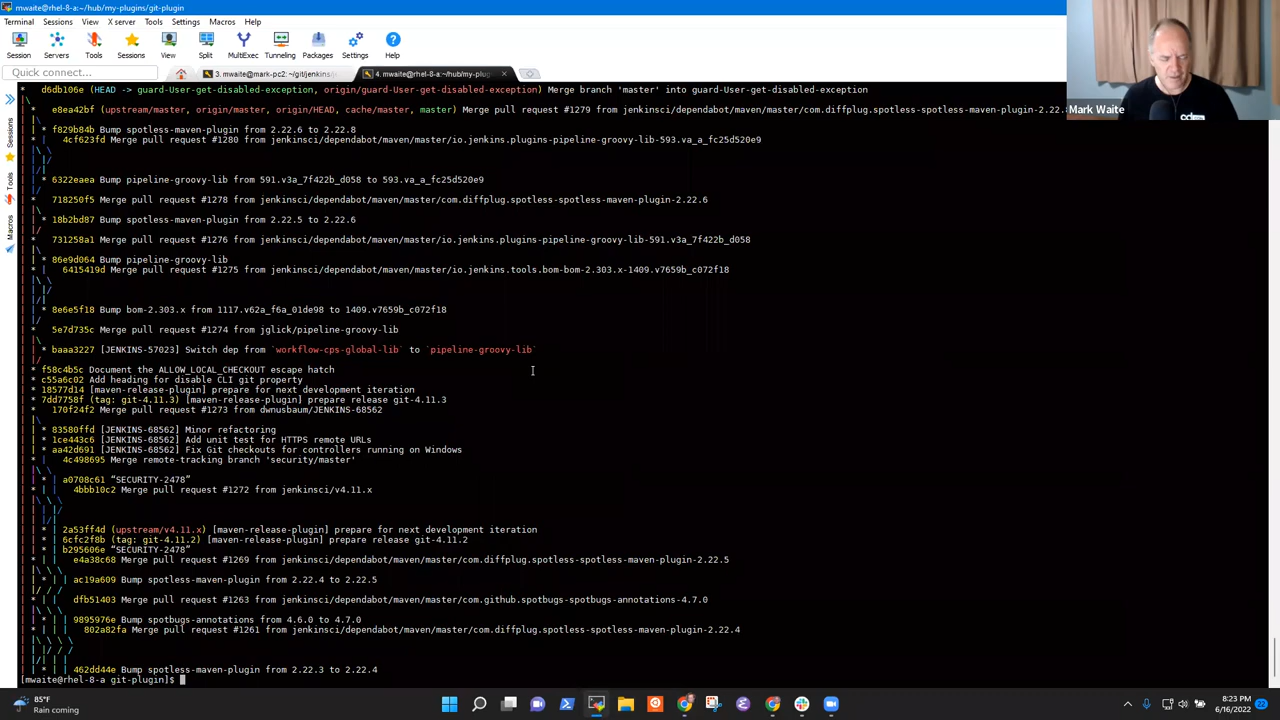 mwaite@rhel-8-a:~/hub/my-plugins/git-plugin
Terminal Sessions View X server Tools Settings Macros Help
Session Servers Tools Sessions View Split MultiExec Tunneling Packages Settings Help
Quick connect...
3. mwaite@mark-pc2: ~/git/jenkins/
4. mwaite@rhel-8-a:~/hub/my-plug
Mark Waite
Sessions
Tools
Macros
* d6db106e (HEAD -> guard-User-get-disabled-exception, origin/guard-User-get-disabled-exception) Merge branch 'master' into guard-User-get-disabled-exception
|\
| * e8ea42bf (upstream/master, origin/master, origin/HEAD, cache/master, master) Merge pull request #1279 from jenkinsci/dependabot/maven/master/com.diffplug.spotless-spotless-maven-plugin-2.22.8
| |\
| | * f829b84b Bump spotless-maven-plugin from 2.22.6 to 2.22.8
| * | 4cf623fd Merge pull request #1280 from jenkinsci/dependabot/maven/master/io.jenkins.plugins-pipeline-groovy-lib-593.va_a_fc25d520e9
| |\ \
| | |/
| |/|
| | * 6322eaea Bump pipeline-groovy-lib from 591.v3a_7f422b_d058 to 593.va_a_fc25d520e9
| |/
| * 718250f5 Merge pull request #1278 from jenkinsci/dependabot/maven/master/com.diffplug.spotless-spotless-maven-plugin-2.22.6
| |\
| | * 18b2bd87 Bump spotless-maven-plugin from 2.22.5 to 2.22.6
| |/
| * 731258a1 Merge pull request #1276 from jenkinsci/dependabot/maven/master/io.jenkins.plugins-pipeline-groovy-lib-591.v3a_7f422b_d058
| |\
| | * 86e9d064 Bump pipeline-groovy-lib
| * | 6415419d Merge pull request #1275 from jenkinsci/dependabot/maven/master/io.jenkins.tools.bom-bom-2.303.x-1409.v7659b_c072f18
| |\ \
| | |/
| |/|
| | * 8e6e5f18 Bump bom-2.303.x from 1117.v62a_f6a_01de98 to 1409.v7659b_c072f18
| |/
| * 5e7d735c Merge pull request #1274 from jglick/pipeline-groovy-lib
| |\
| | * baaa3227 [JENKINS-57023] Switch dep from `workflow-cps-global-lib` to `pipeline-groovy-lib`
| |/
| * f58c4b5c Document the ALLOW_LOCAL_CHECKOUT escape hatch
| * c55a6c02 Add heading for disable CLI git property
| * 18577d14 [maven-release-plugin] prepare for next development iteration
| * 7dd7758f (tag: git-4.11.3) [maven-release-plugin] prepare release git-4.11.3
| * 170f24f2 Merge pull request #1273 from dwnusbaum/JENKINS-68562
| |\
| | * 83580ffd [JENKINS-68562] Minor refactoring
| | * 1ce443c6 [JENKINS-68562] Add unit test for HTTPS remote URLs
| | * aa42d691 [JENKINS-68562] Fix Git checkouts for controllers running on Windows
| * | 4c498695 Merge remote-tracking branch 'security/master'
| |\ \
| | * | a0708c61 “SECURITY-2478”
| * | | 4bbb10c2 Merge pull request #1272 from jenkinsci/v4.11.x
| |\ \ \
| | | |/
| | |/|
| | * | 2a53ff4d (upstream/v4.11.x) [maven-release-plugin] prepare for next development iteration
| | * | 6cfc2f8b (tag: git-4.11.2) [maven-release-plugin] prepare release git-4.11.2
| | * | b295606e “SECURITY-2478”
| * | | e4a38c68 Merge pull request #1269 from jenkinsci/dependabot/maven/master/com.diffplug.spotless-spotless-maven-plugin-2.22.5
| |\ \ \
| | * | | ac19a609 Bump spotless-maven-plugin from 2.22.4 to 2.22.5
| |/ / /
| * | | dfb51403 Merge pull request #1263 from jenkinsci/dependabot/maven/master/com.github.spotbugs-spotbugs-annotations-4.7.0
| |\ \ \
| | * | | 9895976e Bump spotbugs-annotations from 4.6.0 to 4.7.0
| * | | | 802a82fa Merge pull request #1261 from jenkinsci/dependabot/maven/master/com.diffplug.spotless-spotless-maven-plugin-2.22.4
| |\ \ \ \
| | |/ / /
| |/| | |
| | * | | 462dd44e Bump spotless-maven-plugin from 2.22.3 to 2.22.4
[mwaite@rhel-8-a git-plugin]$
85°F
Rain coming
8:23 PM
6/16/2022
22